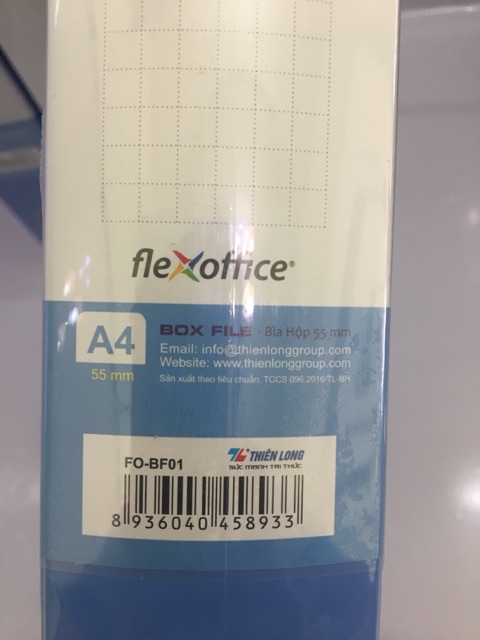 flexoffice®
A4
55 mm
BOX FILE - Bìa Hộp 55 mm
Email: info@thienlonggroup.com
Website: www.thienlonggroup.com
Sản xuất theo tiêu chuẩn: TCCS 096:2016/TL-BH
FO-BF01
TL THIÊN LONG
SỨC MẠNH TRI THỨC
8 936040 458933